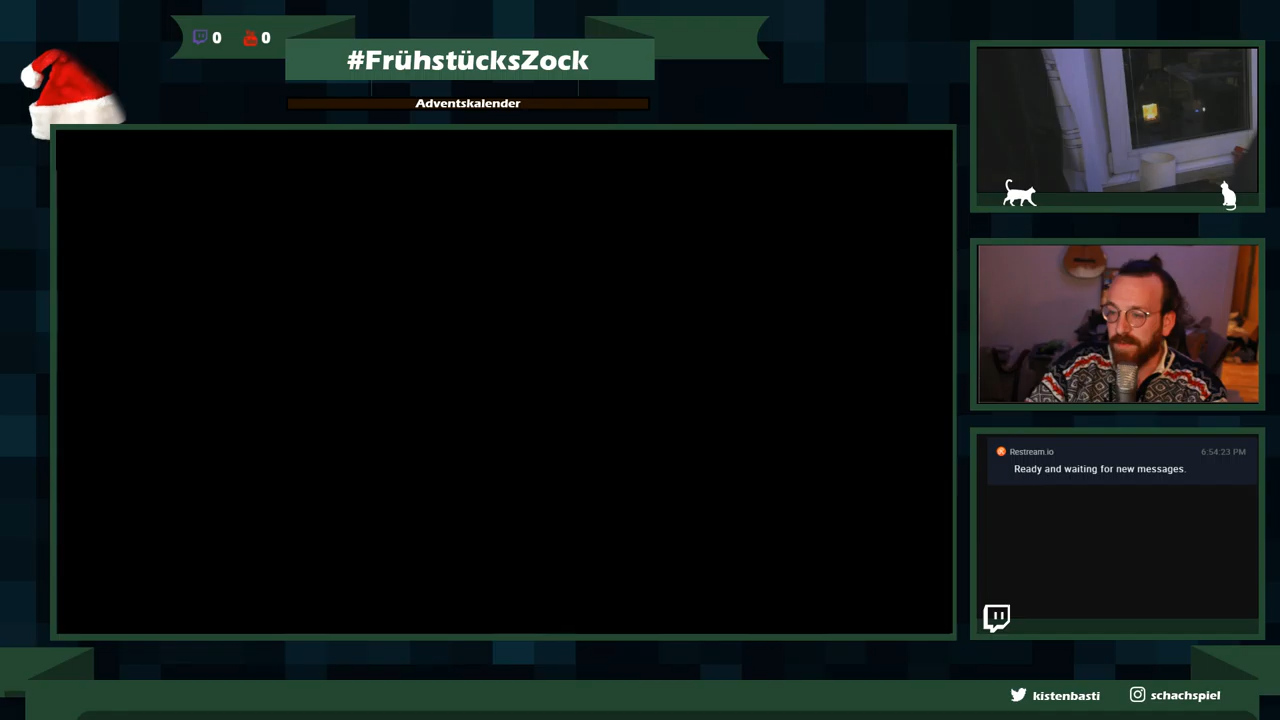 0
0
#FrühstücksZock
Adventskalender
Restream.io
6:54:23 PM
Ready and waiting for new messages.
kistenbasti
schachspiel